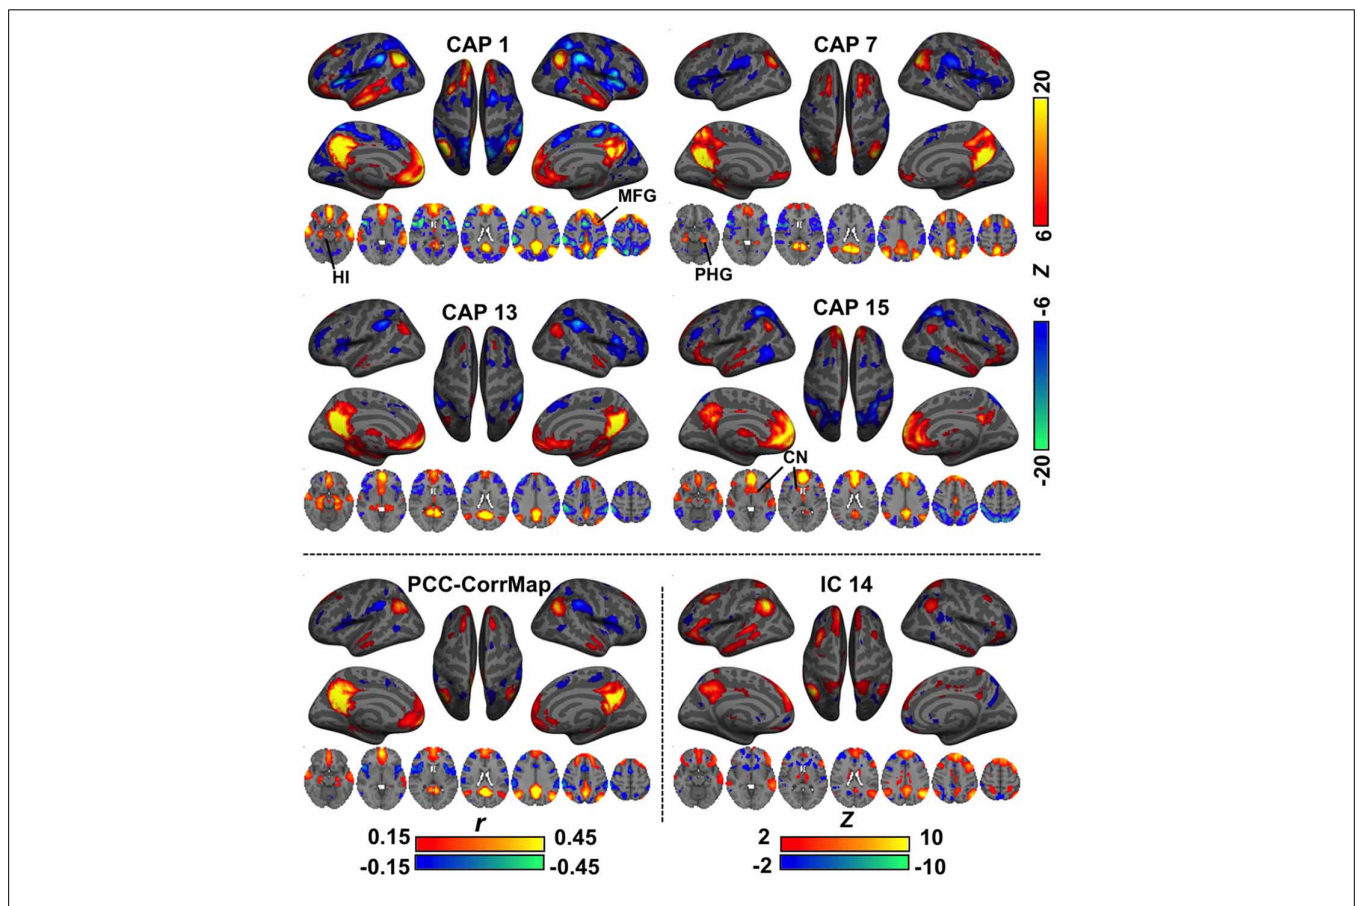 CAP 1
CAP 7
MFG
HI
PHG
20
6
Z
-6
-20
CAP 13
CAP 15
CN
PCC-CorrMap
IC 14
r
0.15
0.45
-0.15
-0.45
Z
2
10
-2
-10